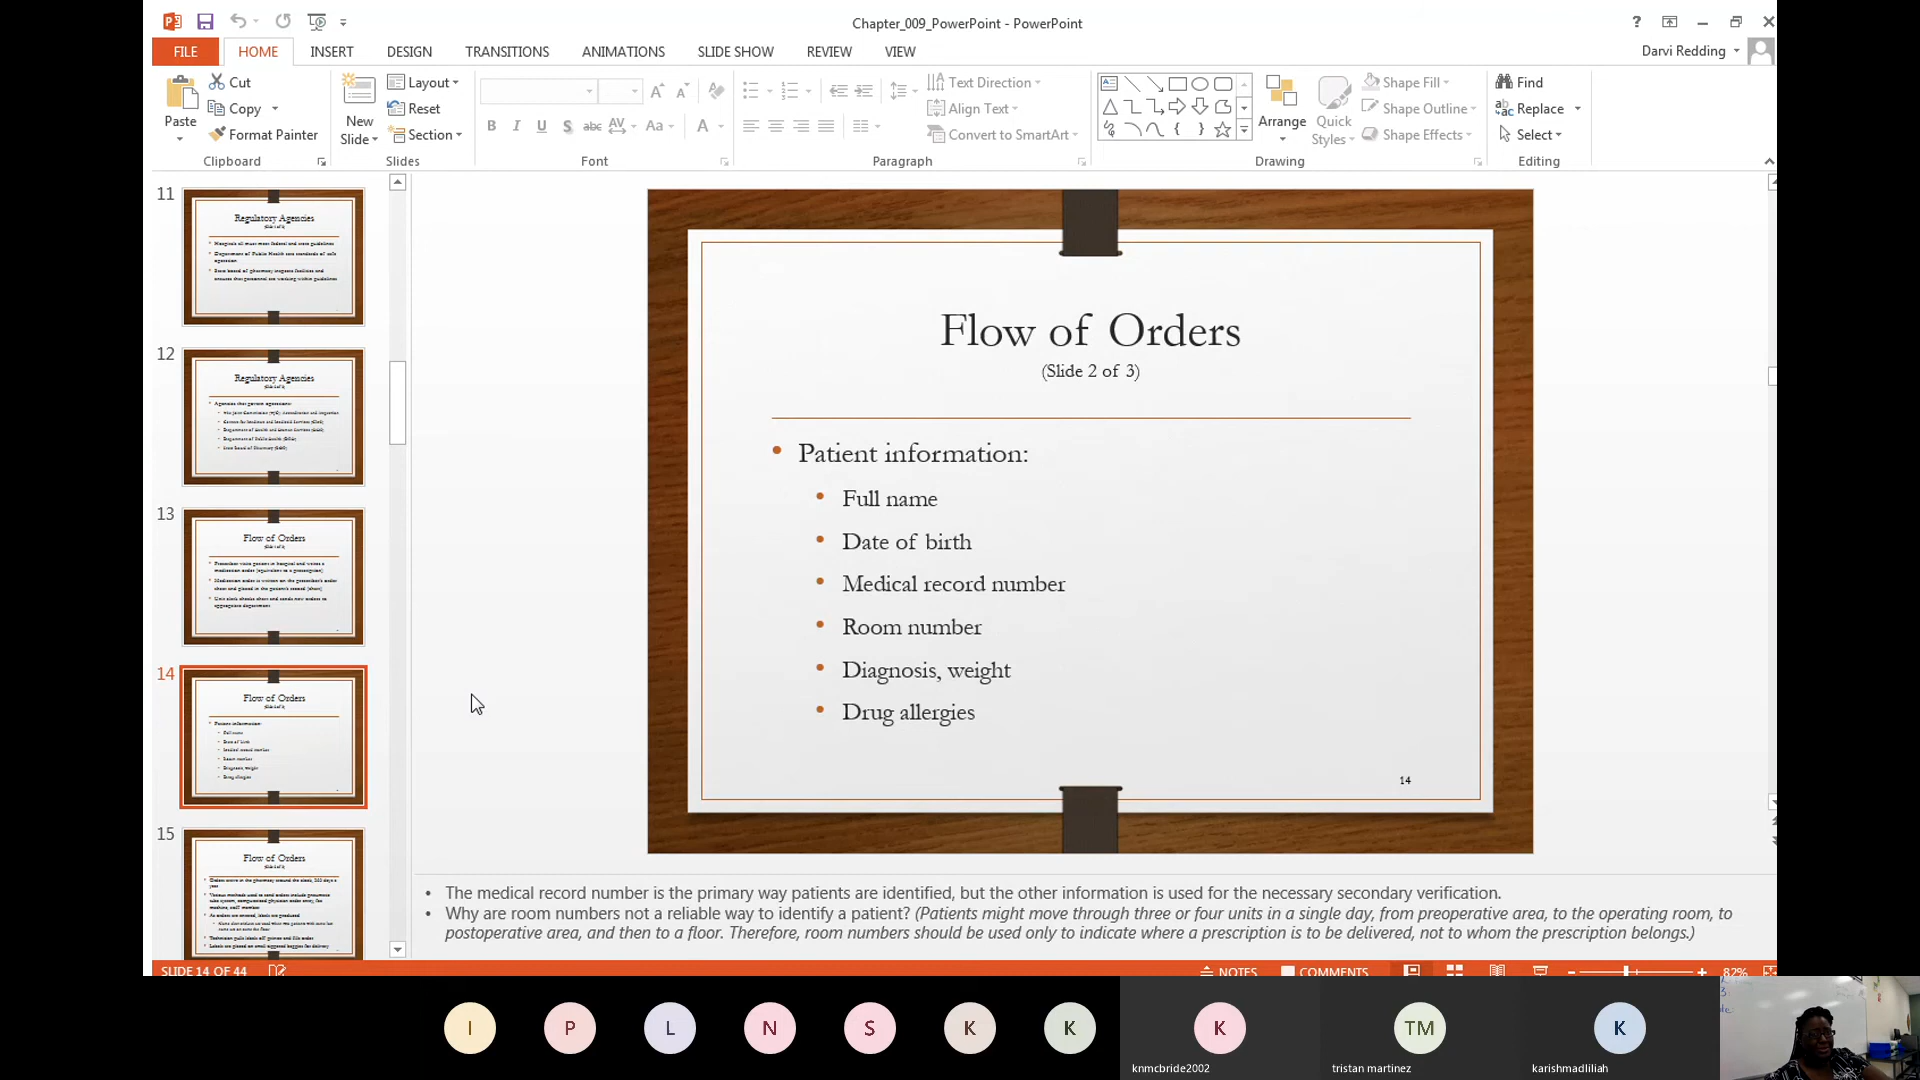 Chapter_009_PowerPoint - PowerPoint
FILE HOME INSERT DESIGN TRANSITIONS ANIMATIONS SLIDE SHOW REVIEW VIEW Darvi Redding
Cut
Copy
Format Painter
Paste
Clipboard
New
Slide
Layout
Reset
Section
Slides
Font
Text Direction
Align Text
Convert to SmartArt
Paragraph
Arrange
Quick
Styles
Shape Fill
Shape Outline
Shape Effects
Drawing
Find
Replace
Select
Editing
11
Regulatory Agencies
12
Regulatory Agencies
13
Flow of Orders
14
Flow of Orders
15
Flow of Orders
Flow of Orders
(Slide 2 of 3)
• Patient information:
• Full name
• Date of birth
• Medical record number
• Room number
• Diagnosis, weight
• Drug allergies
14
• The medical record number is the primary way patients are identified, but the other information is used for the necessary secondary verification.
• Why are room numbers not a reliable way to identify a patient? (Patients might move through three or four units in a single day, from preoperative area, to the operating room, to
postoperative area, and then to a floor. Therefore, room numbers should be used only to indicate where a prescription is to be delivered, not to whom the prescription belongs.)
SLIDE 14 OF 44 NOTES COMMENTS 82%
I P L N S K K K TM K
knmcbride2002 tristan martinez karishmadliliah